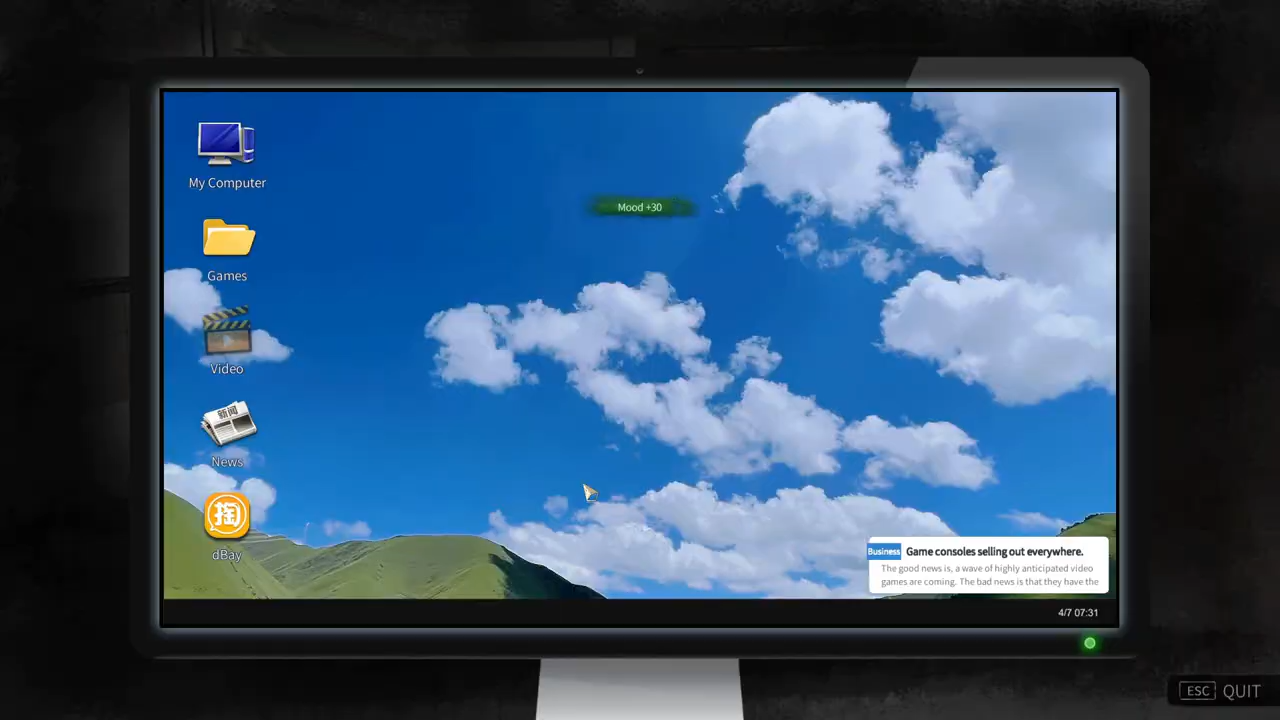 My Computer
Mood +30
Games
Video
新闻
News
淘
dBay
Business Game consoles selling out everywhere.
The good news is, a wave of highly anticipated video
games are coming. The bad news is that they have the
4/7 07:31
ESC QUIT